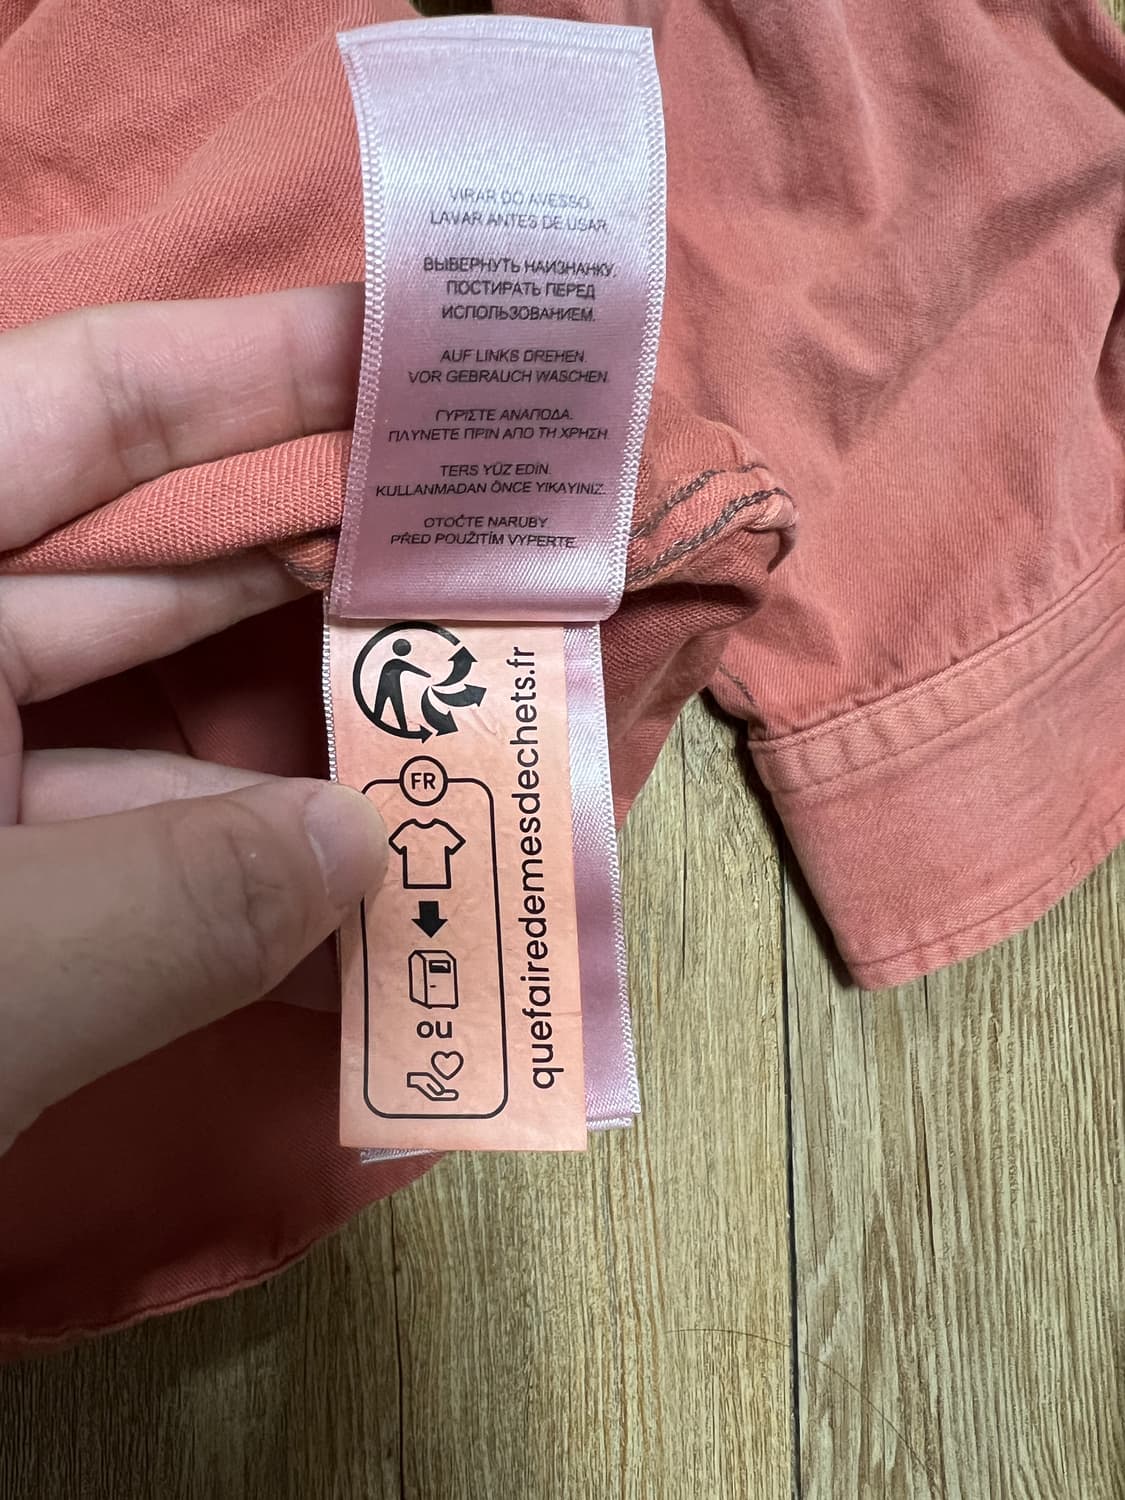 VIRAR DO AVESSO.
LAVAR ANTES DE USAR.
ВЫВЕРНУТЬ НАИЗНАНКУ.
ПОСТИРАТЬ ПЕРЕД
ИСПОЛЬЗОВАНИЕМ.
AUF LINKS DREHEN.
VOR GEBRAUCH WASCHEN.
ΓΥΡΙΣΤΕ ΑΝΑΠΟΔΑ.
ΠΛΥΝΕΤΕ ΠΡΙΝ ΑΠΟ ΤΗ ΧΡΗΣΗ.
TERS YÜZ EDİN.
KULLANMADAN ÖNCE YIKAYINIZ.
OTOČTE NARUBY.
PŘED POUŽITÍM VYPERTE.
FR
ou
quefairedemesdechets.fr